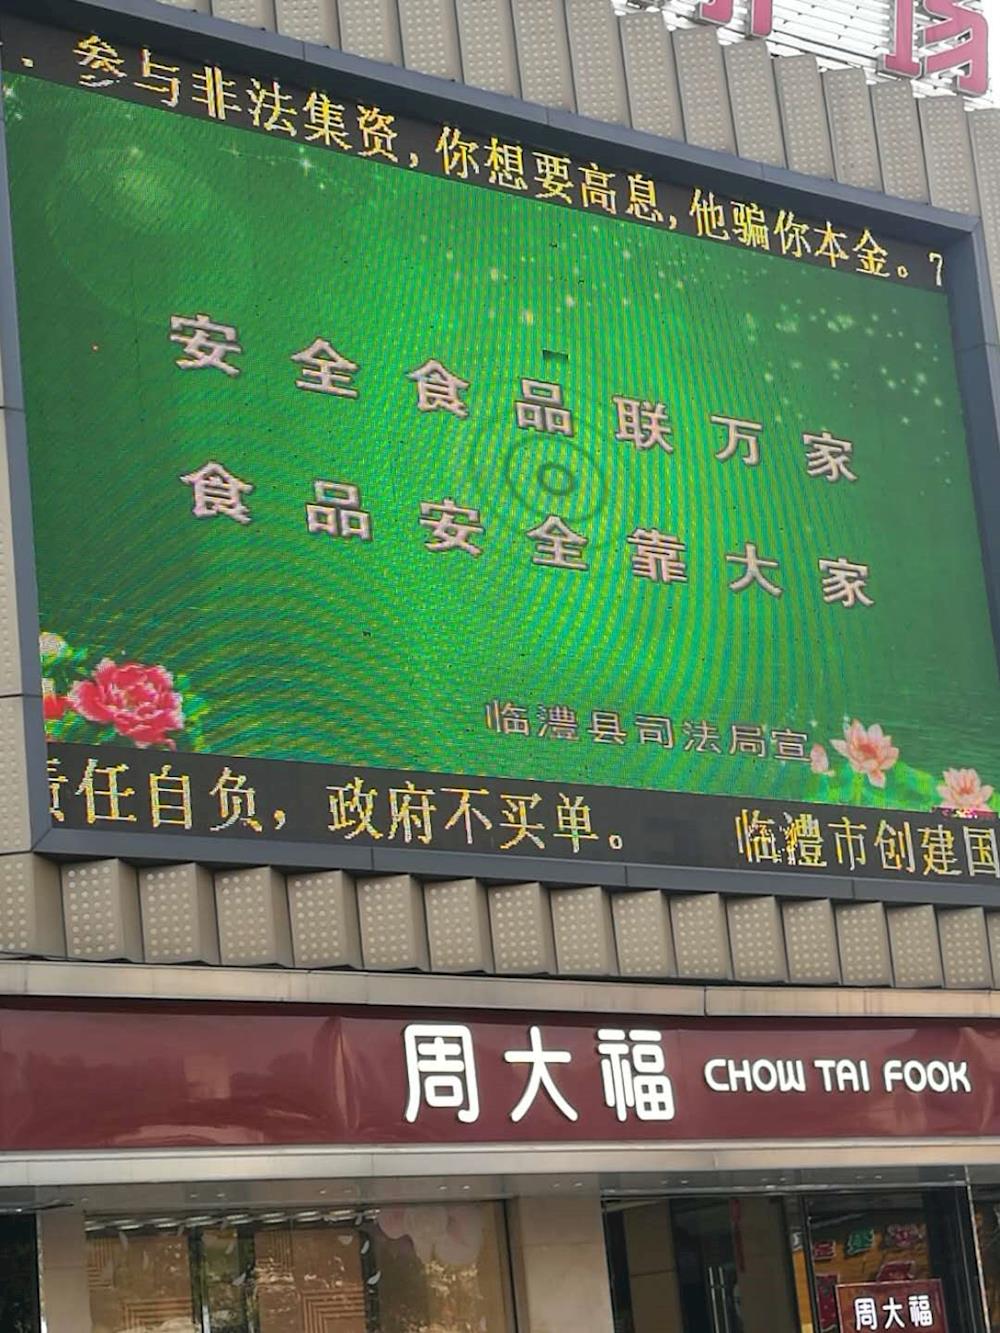 广场
参与非法集资，你想要高息，他骗你本金。7
安全食品联万家
食品安全靠大家
临澧县司法局宣
责任自负，政府不买单。 临澧市创建国
周大福 CHOW TAI FOOK
周大福